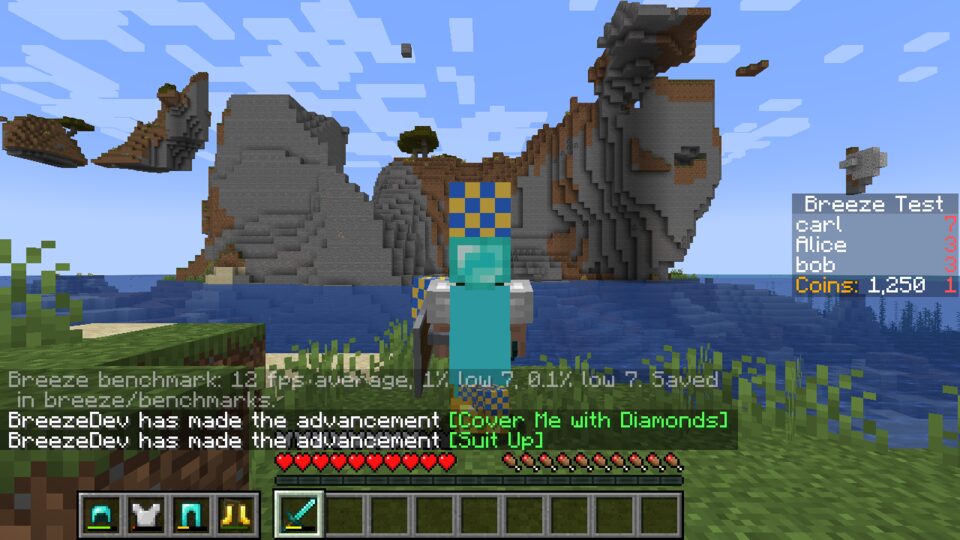 Breeze Test
carl 7
Alice 3
bob 3
Coins: 1,250 1
Breeze benchmark: 12 fps average, 1% low 7, 0.1% low 7. Saved
in breeze/benchmarks.
BreezeDev has made the advancement [Cover Me with Diamonds]
BreezeDev has made the advancement [Suit Up]